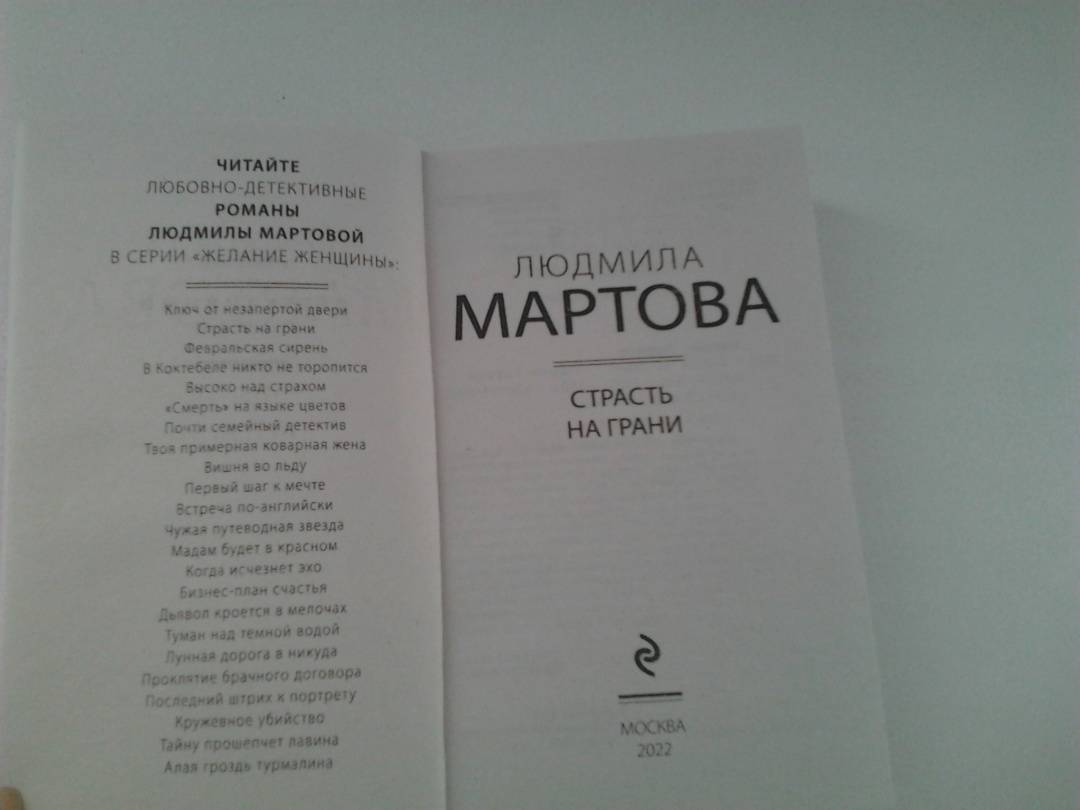 ЧИТАЙТЕ
ЛЮБОВНО-ДЕТЕКТИВНЫЕ
РОМАНЫ
ЛЮДМИЛЫ МАРТОВОЙ
В СЕРИИ «ЖЕЛАНИЕ ЖЕНЩИНЫ»:
Ключ от незапертой двери
Страсть на грани
Февральская сирень
В Коктебеле никто не торопится
Высоко над страхом
«Смерть» на языке цветов
Почти семейный детектив
Твоя примерная коварная жена
Вишня во льду
Первый шаг к мечте
Встреча по-английски
Чужая путеводная звезда
Мадам будет в красном
Когда исчезнет эхо
Бизнес-план счастья
Дьявол кроется в мелочах
Туман над темной водой
Лунная дорога в никуда
Проклятие брачного договора
Последний штрих к портрету
Кружевное убийство
Тайну прошепчет лавина
Алая гроздь турмалина
ЛЮДМИЛА
МАРТОВА
СТРАСТЬ
НА ГРАНИ
МОСКВА
2022